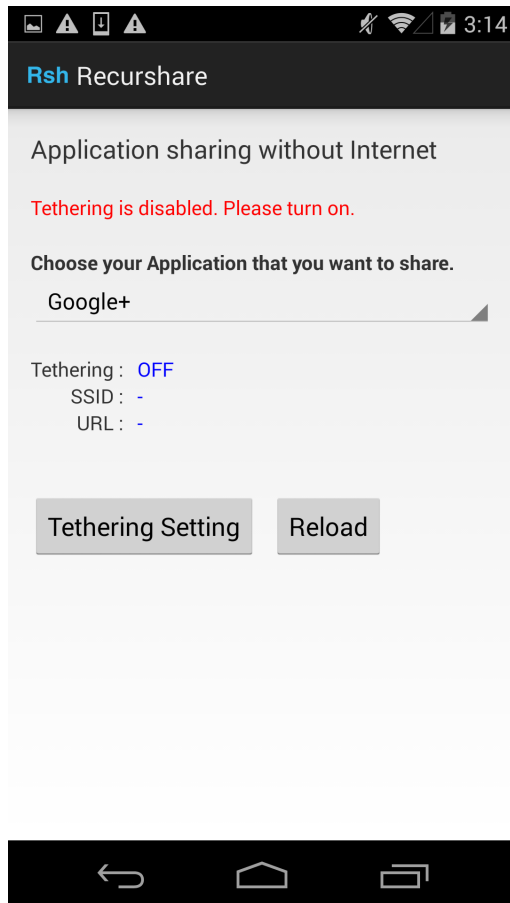 3:14
Rsh Recurshare
Application sharing without Internet
Tethering is disabled. Please turn on.
Choose your Application that you want to share.
Google+
Tethering : OFF
SSID : -
URL : -
Tethering Setting Reload